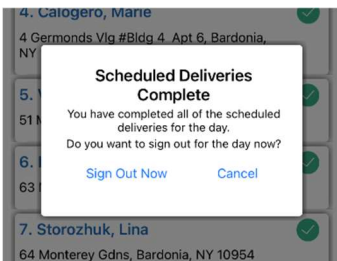 4. Calogero, Marie
4 Germonds Vlg #Bldg 4 Apt 6, Bardonia,
NY
Scheduled Deliveries
Complete
You have completed all of the scheduled
deliveries for the day.
Do you want to sign out for the day now?
Sign Out Now Cancel
5.
51
6.
63
7. Storozhuk, Lina
64 Monterey Gdns, Bardonia, NY 10954